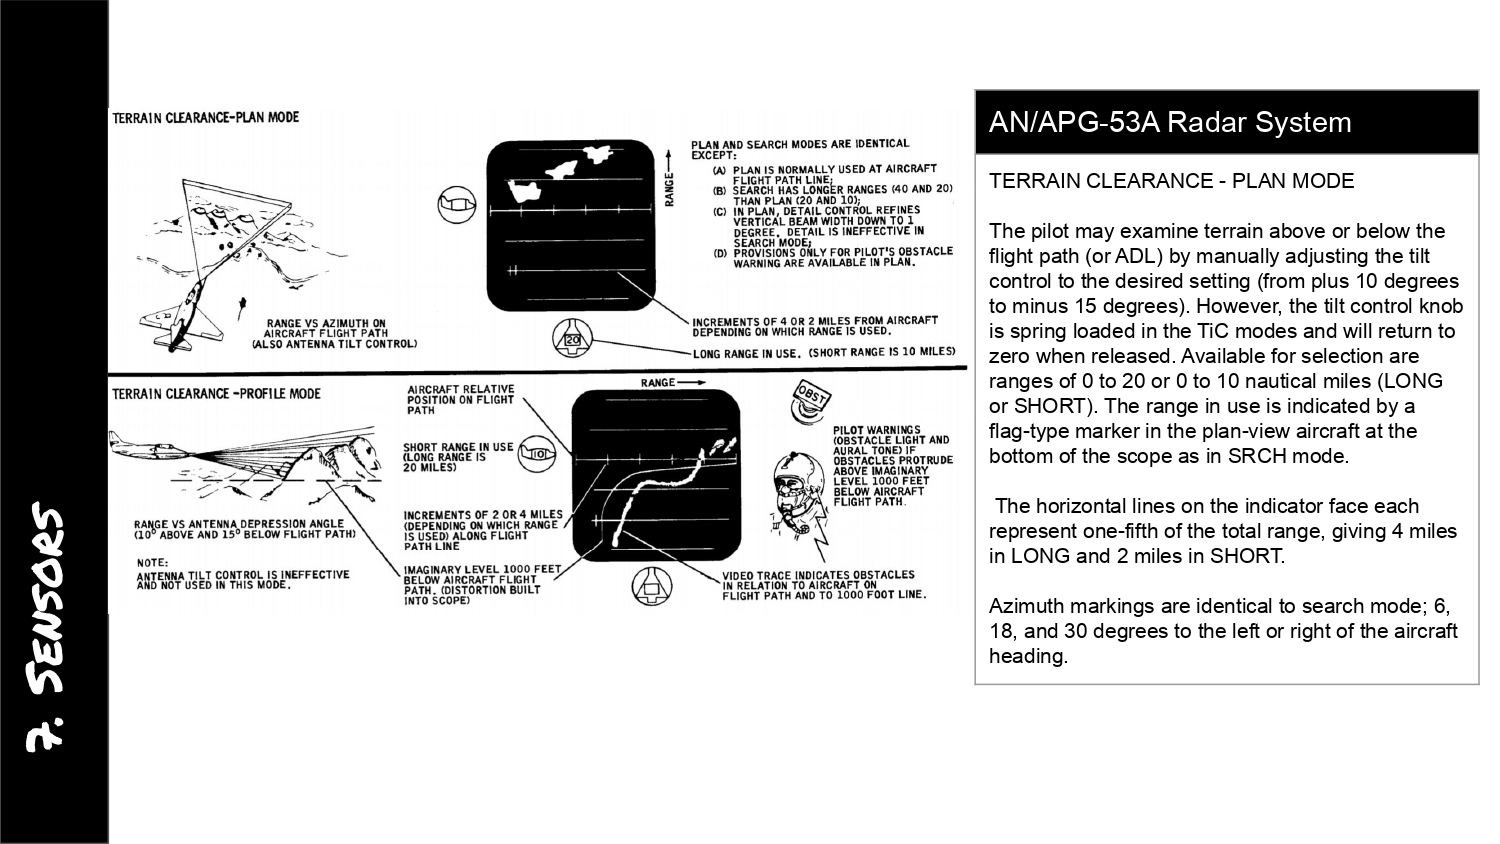 7. SENSORS
TERRAIN CLEARANCE-PLAN MODE
RANGE VS AZIMUTH ON
AIRCRAFT FLIGHT PATH
(ALSO ANTENNA TILT CONTROL)
RANGE
PLAN AND SEARCH MODES ARE IDENTICAL
EXCEPT:
(A) PLAN IS NORMALLY USED AT AIRCRAFT
FLIGHT PATH LINE;
(B) SEARCH HAS LONGER RANGES (40 AND 20)
THAN PLAN (20 AND 10);
(C) IN PLAN, DETAIL CONTROL REFINES
VERTICAL BEAM WIDTH DOWN TO 1
DEGREE. DETAIL IS INEFFECTIVE IN
SEARCH MODE;
(D) PROVISIONS ONLY FOR PILOT'S OBSTACLE
WARNING ARE AVAILABLE IN PLAN.
INCREMENTS OF 4 OR 2 MILES FROM AIRCRAFT
DEPENDING ON WHICH RANGE IS USED.
20
LONG RANGE IN USE. (SHORT RANGE IS 10 MILES)
TERRAIN CLEARANCE -PROFILE MODE
RANGE VS ANTENNA DEPRESSION ANGLE
(10° ABOVE AND 15° BELOW FLIGHT PATH)
NOTE:
ANTENNA TILT CONTROL IS INEFFECTIVE
AND NOT USED IN THIS MODE.
AIRCRAFT RELATIVE
POSITION ON FLIGHT
PATH
SHORT RANGE IN USE
(LONG RANGE IS
20 MILES)
10
INCREMENTS OF 2 OR 4 MILES
(DEPENDING ON WHICH RANGE
IS USED) ALONG FLIGHT
PATH LINE
IMAGINARY LEVEL 1000 FEET
BELOW AIRCRAFT FLIGHT
PATH. (DISTORTION BUILT
INTO SCOPE)
RANGE
OBST
PILOT WARNINGS
(OBSTACLE LIGHT AND
AURAL TONE) IF
OBSTACLES PROTRUDE
ABOVE IMAGINARY
LEVEL 1000 FEET
BELOW AIRCRAFT
FLIGHT PATH.
VIDEO TRACE INDICATES OBSTACLES
IN RELATION TO AIRCRAFT ON
FLIGHT PATH AND TO 1000 FOOT LINE.
AN/APG-53A Radar System
TERRAIN CLEARANCE - PLAN MODE
The pilot may examine terrain above or below the
flight path (or ADL) by manually adjusting the tilt
control to the desired setting (from plus 10 degrees
to minus 15 degrees). However, the tilt control knob
is spring loaded in the TiC modes and will return to
zero when released. Available for selection are
ranges of 0 to 20 or 0 to 10 nautical miles (LONG
or SHORT). The range in use is indicated by a
flag-type marker in the plan-view aircraft at the
bottom of the scope as in SRCH mode.
The horizontal lines on the indicator face each
represent one-fifth of the total range, giving 4 miles
in LONG and 2 miles in SHORT.
Azimuth markings are identical to search mode; 6,
18, and 30 degrees to the left or right of the aircraft
heading.